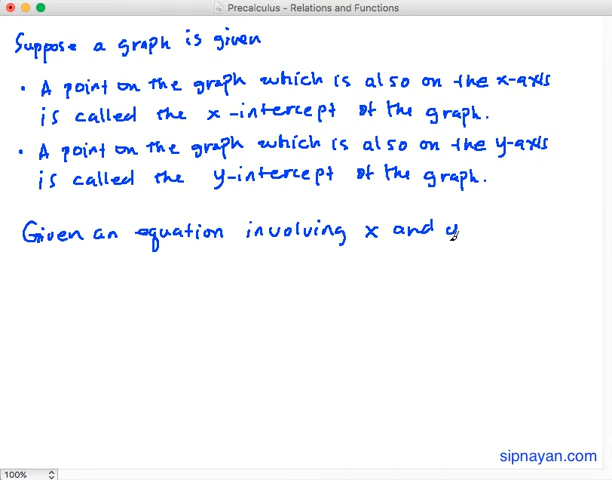 Precalculus - Relations and Functions
Suppose a graph is given
• A point on the graph which is also on the x-axis
is called the x-intercept of the graph.
• A point on the graph which is also on the y-axis
is called the y-intercept of the graph.
Given an equation involving x and y
sipnayan.com
100%